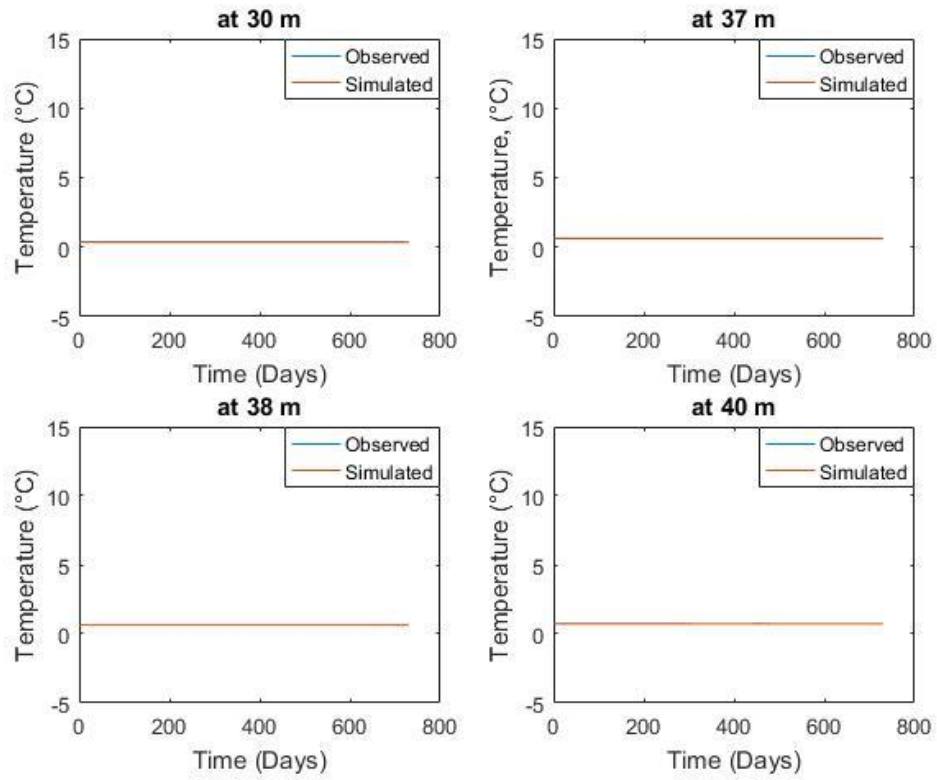 at 30 m
15
10
5
0
-5
Temperature (°C)
Observed
Simulated
0 200 400 600 800
Time (Days)
at 37 m
15
10
5
0
-5
Temperature, (°C)
Observed
Simulated
0 200 400 600 800
Time (Days)
at 38 m
15
10
5
0
-5
Temperature (°C)
Observed
Simulated
0 200 400 600 800
Time (Days)
at 40 m
15
10
5
0
-5
Temperature (°C)
Observed
Simulated
0 200 400 600 800
Time (Days)